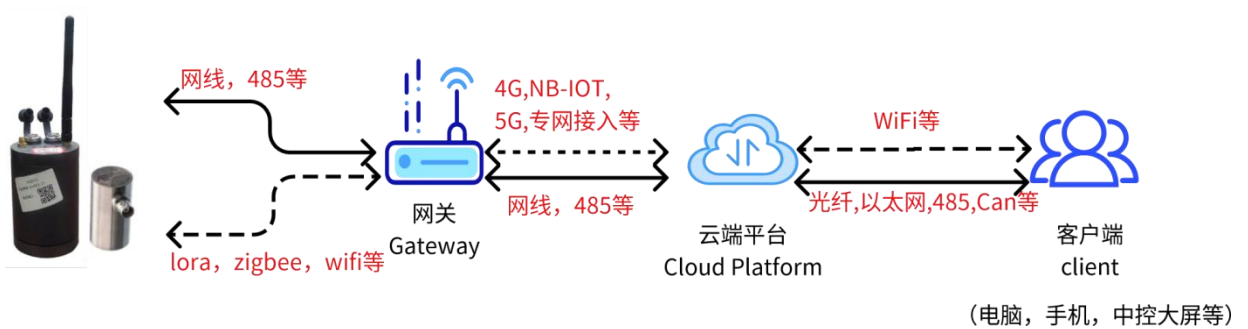 网线，485等
lora，zigbee，wifi等
网关
Gateway
4G,NB-IOT,
5G,专网接入等
网线，485等
云端平台
Cloud Platform
WiFi等
光纤,以太网,485,Can等
客户端
client
（电脑，手机，中控大屏等）